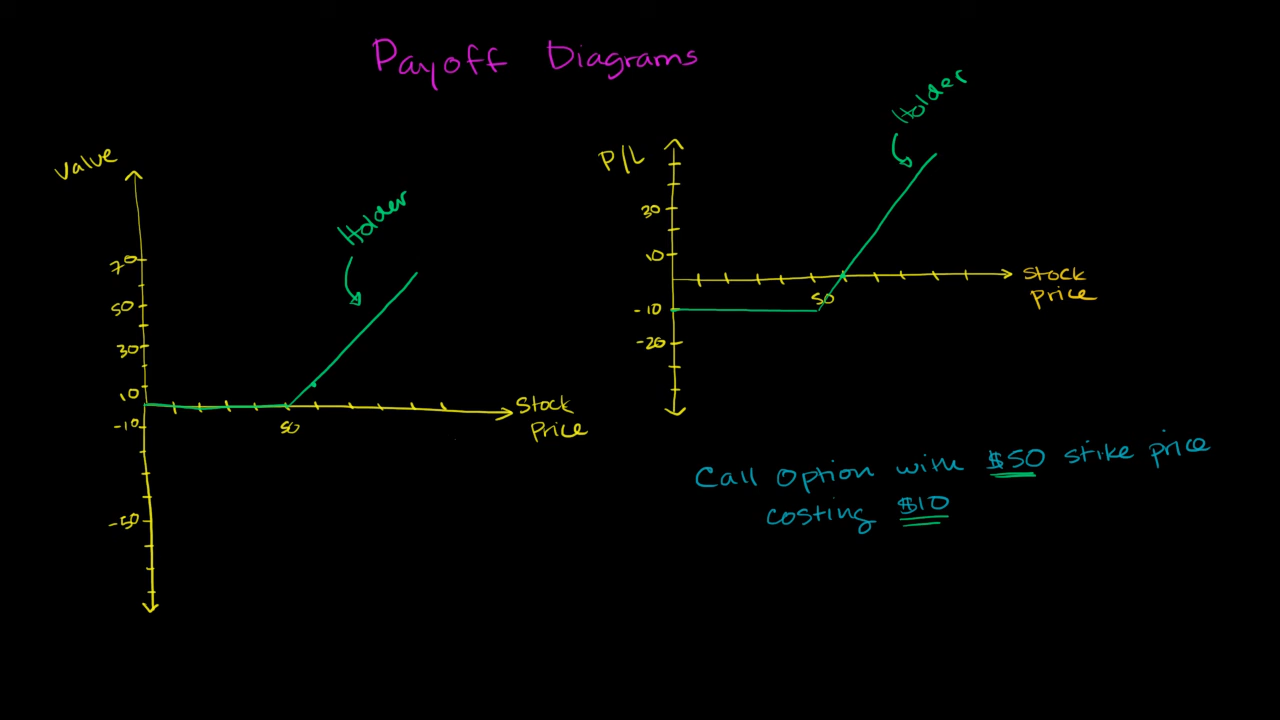 Payoff Diagrams
Value
70
50
30
10
-10
-50
50
Holder
Stock
Price
P/L
30
10
-10
-20
50
Holder
Stock
Price
Call Option with $50 stike price
costing $10